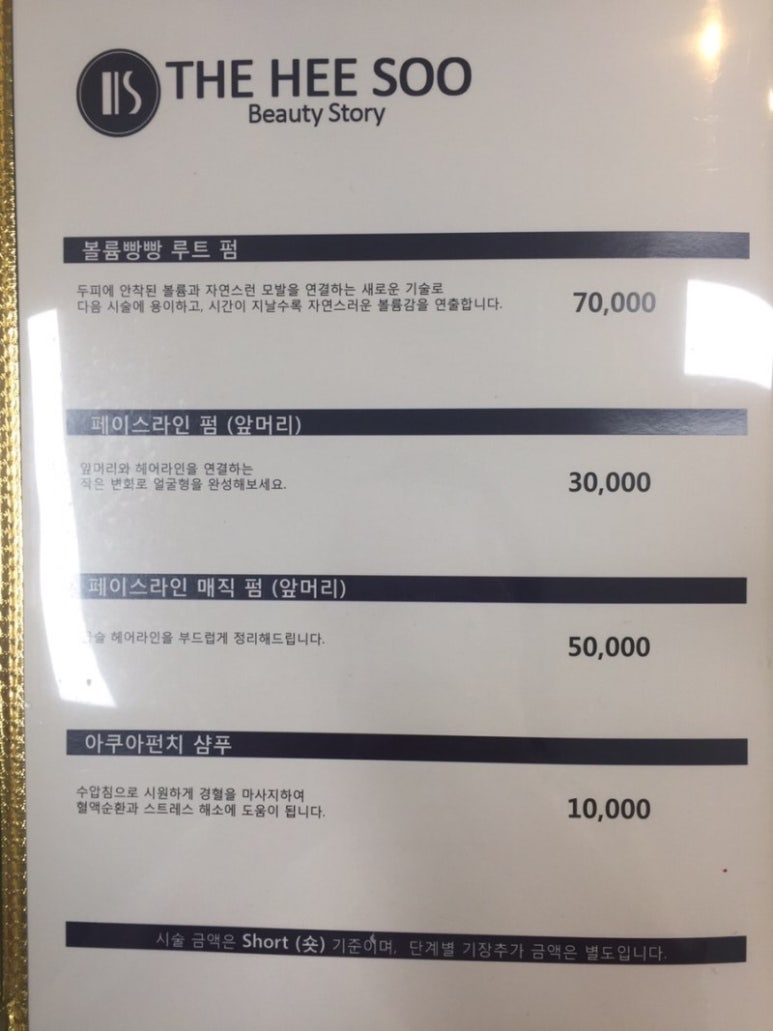 HS
THE HEE SOO
Beauty Story
볼륨빵빵 루트 펌
두피에 안착된 볼륨과 자연스런 모발을 연결하는 새로운 기술로
다음 시술에 용이하고, 시간이 지날수록 자연스러운 볼륨감을 연출합니다.
70,000
페이스라인 펌 (앞머리)
앞머리와 헤어라인을 연결하는
작은 변화로 얼굴형을 완성해보세요.
30,000
페이스라인 매직 펌 (앞머리)
헤어라인을 부드럽게 정리해드립니다.
50,000
아쿠아펀치 샴푸
수압침으로 시원하게 경혈을 마사지하여
혈액순환과 스트레스 해소에 도움이 됩니다.
10,000
시술 금액은 Short (숏) 기준이며, 단계별 기장추가 금액은 별도입니다.